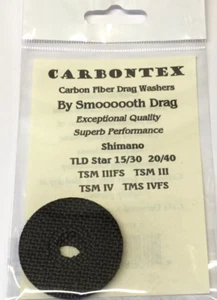 CARBONTEX
Carbon Fiber Drag Washers
By Smoooooth Drag
Exceptional Quality
Superb Performance
Shimano
TLD Star 15/30 20/40
TSM IIIFS TSM III
TSM IV TMS IVFS